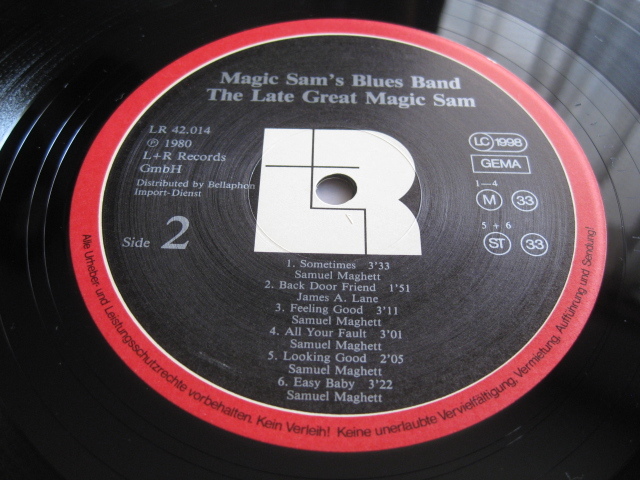 Magic Sam's Blues Band
The Late Great Magic Sam
LR 42.014
℗ 1980
L+R Records
GmbH
Distributed by Bellaphon
Import-Dienst
Side 2
LC 1998
GEMA
1-4
M 33
5 + 6
ST 33
1. Sometimes 3'33
Samuel Maghett
2. Back Door Friend 1'51
James A. Lane
3. Feeling Good 3'11
Samuel Maghett
4. All Your Fault 3'01
Samuel Maghett
5. Looking Good 2'05
Samuel Maghett
6. Easy Baby 3'22
Samuel Maghett
Alle Urheber und Leistungsschutzrechte vorbehalten. Kein Verleih! Keine unerlaubte Vervielfältigung, Vermietung, Aufführung und Sendung!